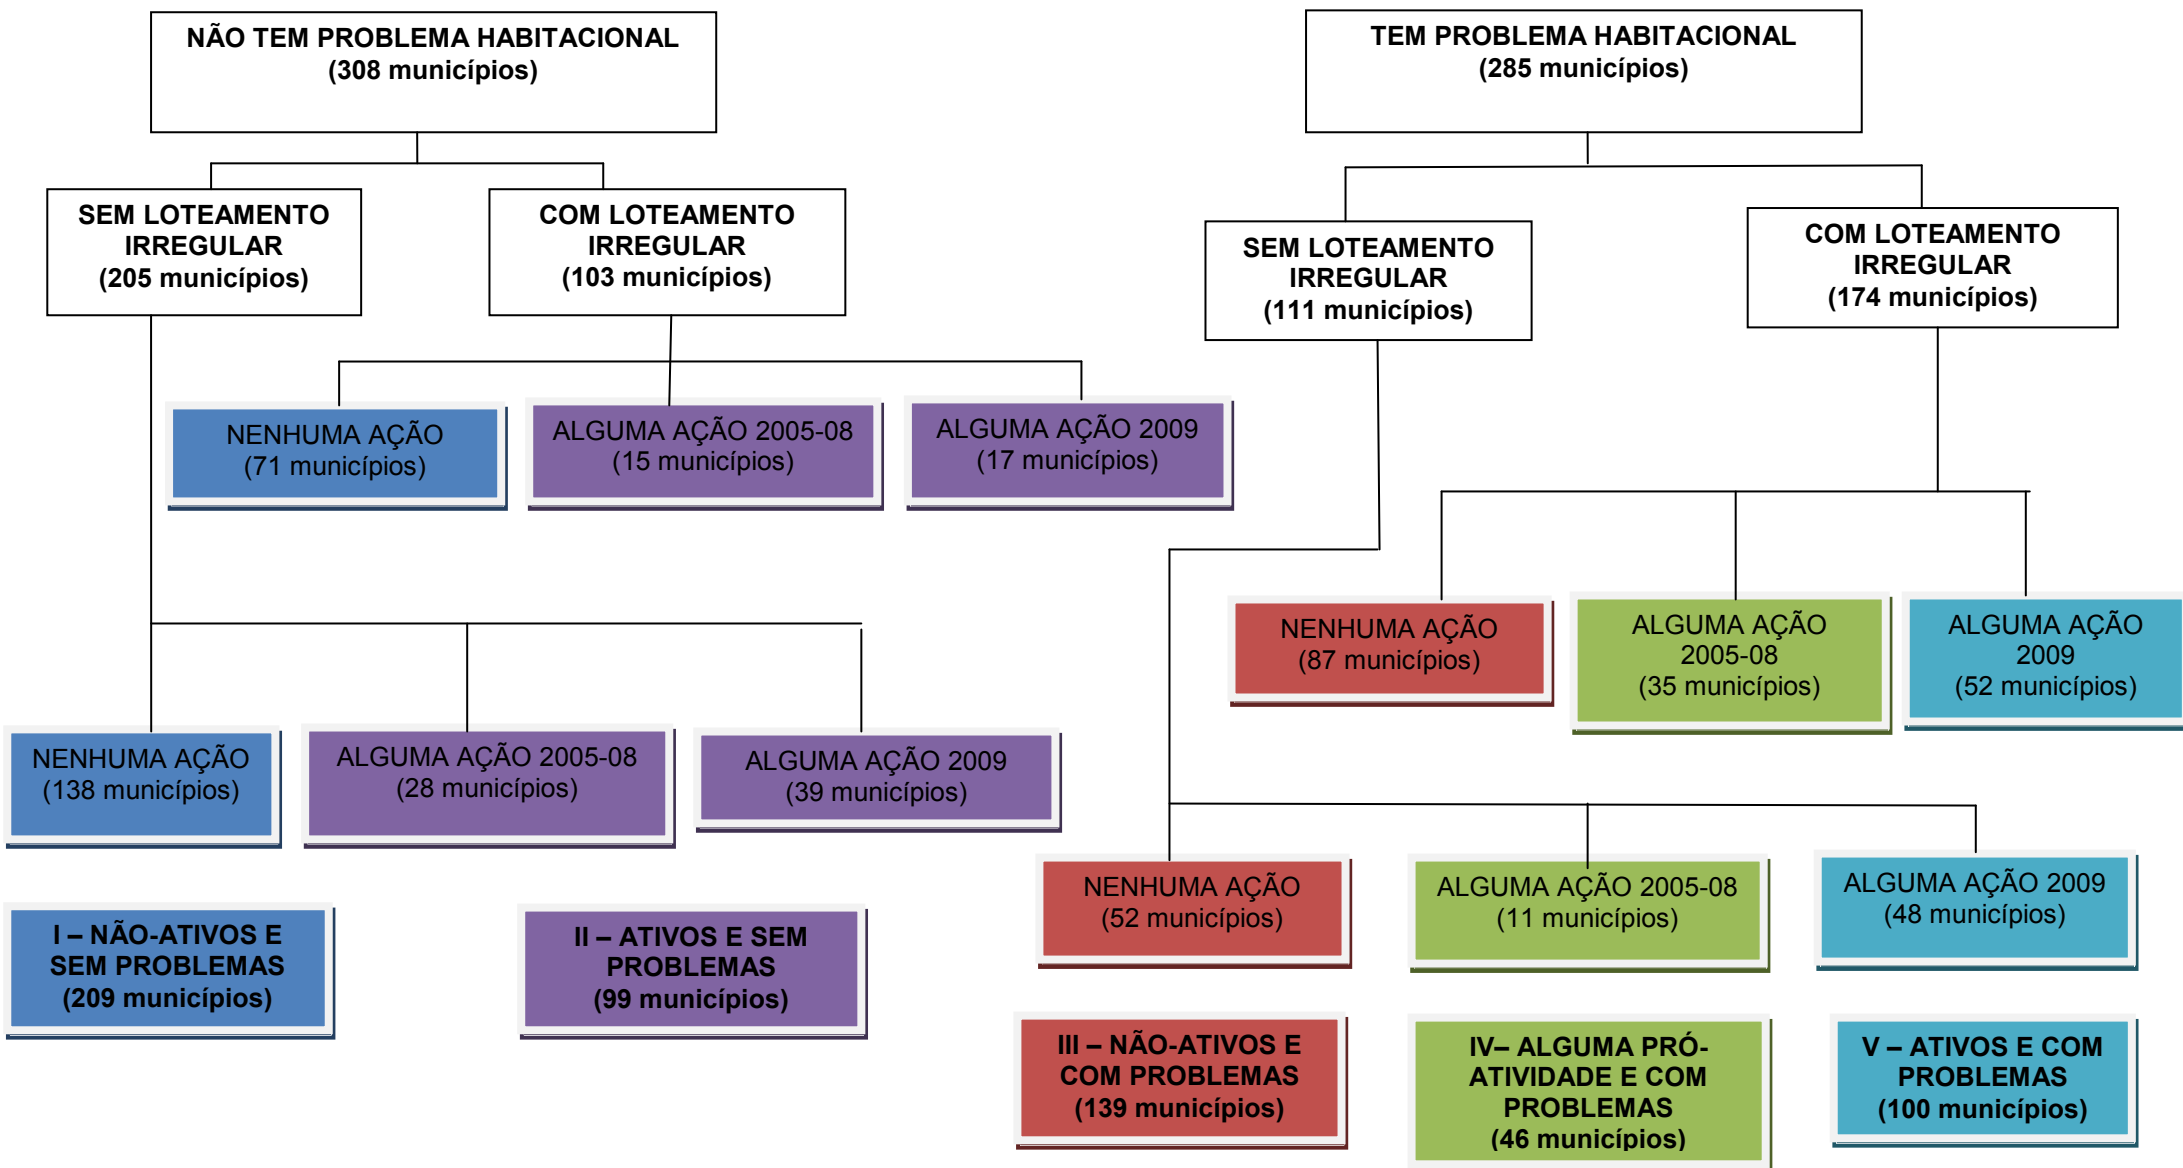 NÃO TEM PROBLEMA HABITACIONAL
(308 municípios)
TEM PROBLEMA HABITACIONAL
(285 municípios)
SEM LOTEAMENTO
IRREGULAR
(205 municípios)
COM LOTEAMENTO
IRREGULAR
(103 municípios)
SEM LOTEAMENTO
IRREGULAR
(111 municípios)
COM LOTEAMENTO
IRREGULAR
(174 municípios)
NENHUMA AÇÃO
(71 municípios)
ALGUMA AÇÃO 2005-08
(15 municípios)
ALGUMA AÇÃO 2009
(17 municípios)
NENHUMA AÇÃO
(87 municípios)
ALGUMA AÇÃO
2005-08
(35 municípios)
ALGUMA AÇÃO
2009
(52 municípios)
NENHUMA AÇÃO
(138 municípios)
ALGUMA AÇÃO 2005-08
(28 municípios)
ALGUMA AÇÃO 2009
(39 municípios)
NENHUMA AÇÃO
(52 municípios)
ALGUMA AÇÃO 2005-08
(11 municípios)
ALGUMA AÇÃO 2009
(48 municípios)
I – NÃO-ATIVOS E
SEM PROBLEMAS
(209 municípios)
II – ATIVOS E SEM
PROBLEMAS
(99 municípios)
III – NÃO-ATIVOS E
COM PROBLEMAS
(139 municípios)
IV– ALGUMA PRÓ-
ATIVIDADE E COM
PROBLEMAS
(46 municípios)
V – ATIVOS E COM
PROBLEMAS
(100 municípios)